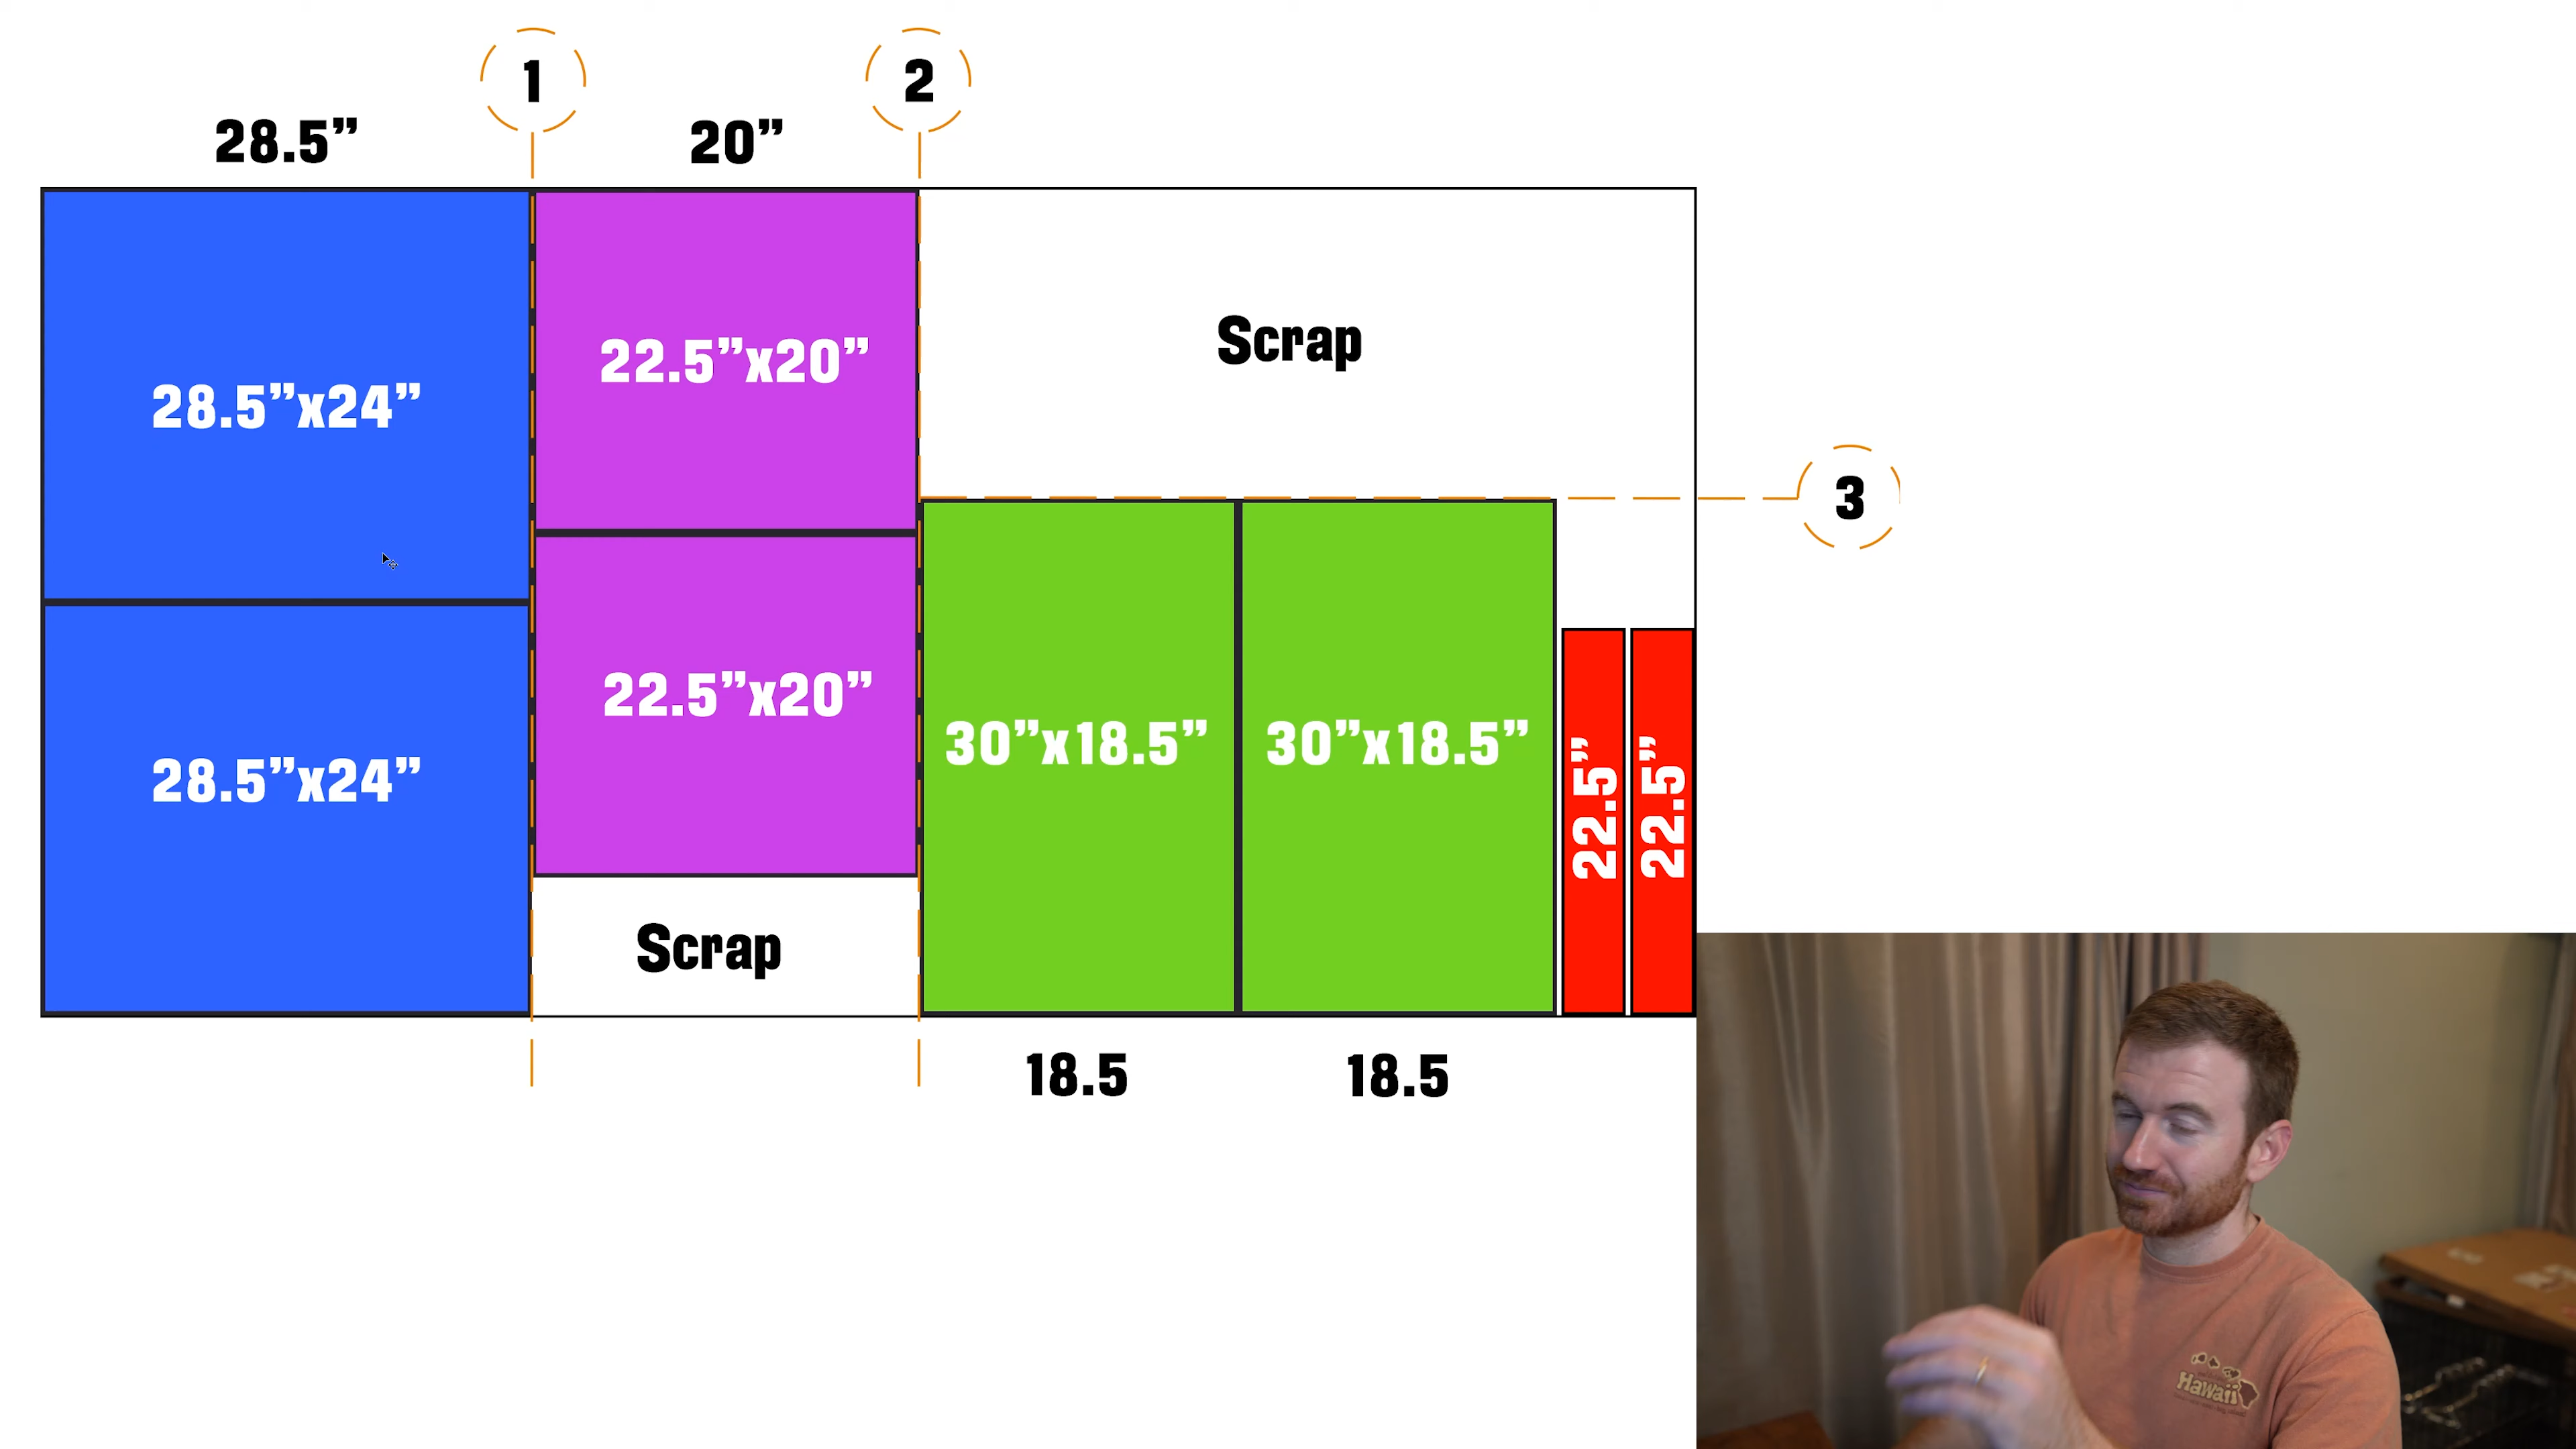 1
2
28.5”
20”
28.5”x24”
22.5”x20”
Scrap
3
28.5”x24”
22.5”x20”
30”x18.5”
30”x18.5”
22.5”
22.5”
Scrap
18.5
18.5
Hawaii